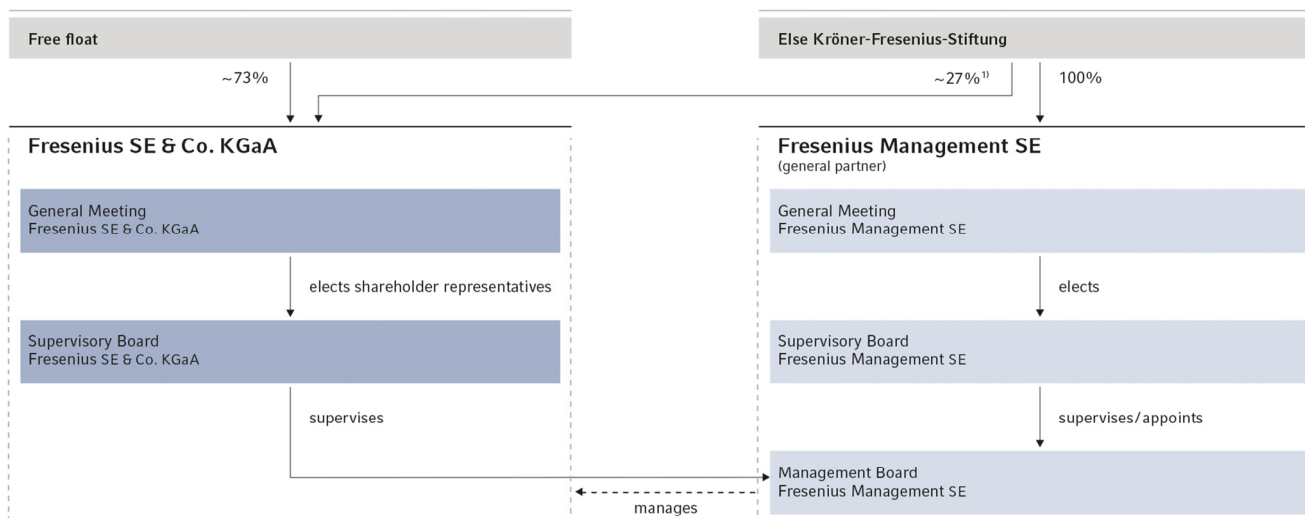 Free float
Else Kröner-Fresenius-Stiftung
~73%
~27%¹⁾
100%
Fresenius SE & Co. KGaA
Fresenius Management SE
(general partner)
General Meeting
Fresenius SE & Co. KGaA
General Meeting
Fresenius Management SE
elects shareholder representatives
elects
Supervisory Board
Fresenius SE & Co. KGaA
Supervisory Board
Fresenius Management SE
supervises
supervises/appoints
Management Board
Fresenius Management SE
manages